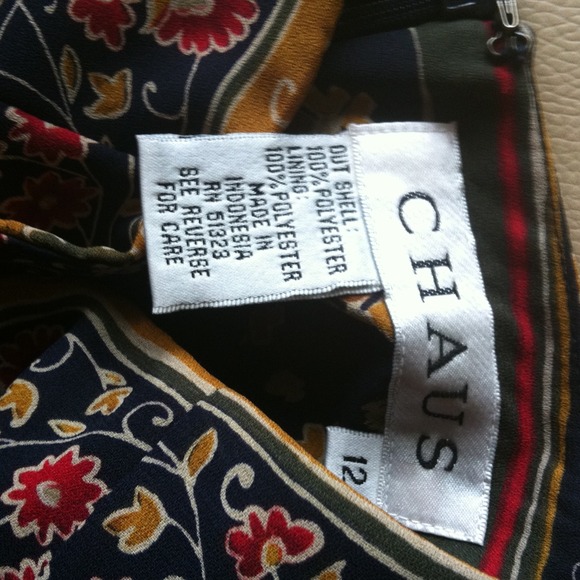 CHAUS
OUT SHELL:
100% POLYESTER
LINING:
100% POLYESTER
MADE IN
INDONESIA
RN 51323
SEE REVERSE
FOR CARE
12